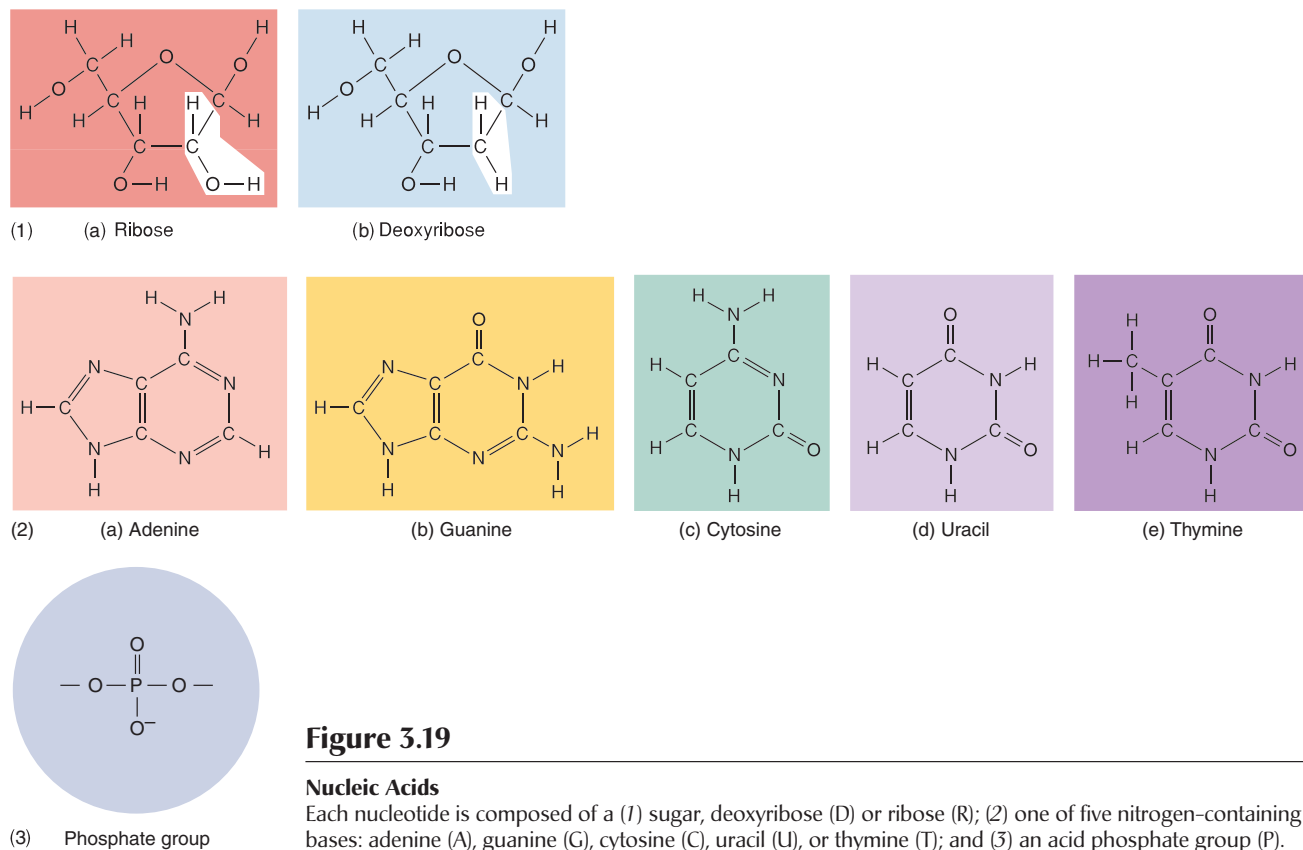 (1) (a) Ribose (b) Deoxyribose
(2) (a) Adenine (b) Guanine (c) Cytosine (d) Uracil (e) Thymine
(3) Phosphate group
Figure 3.19
Nucleic Acids
Each nucleotide is composed of a (1) sugar, deoxyribose (D) or ribose (R); (2) one of five nitrogen-containing
bases: adenine (A), guanine (G), cytosine (C), uracil (U), or thymine (T); and (3) an acid phosphate group (P).